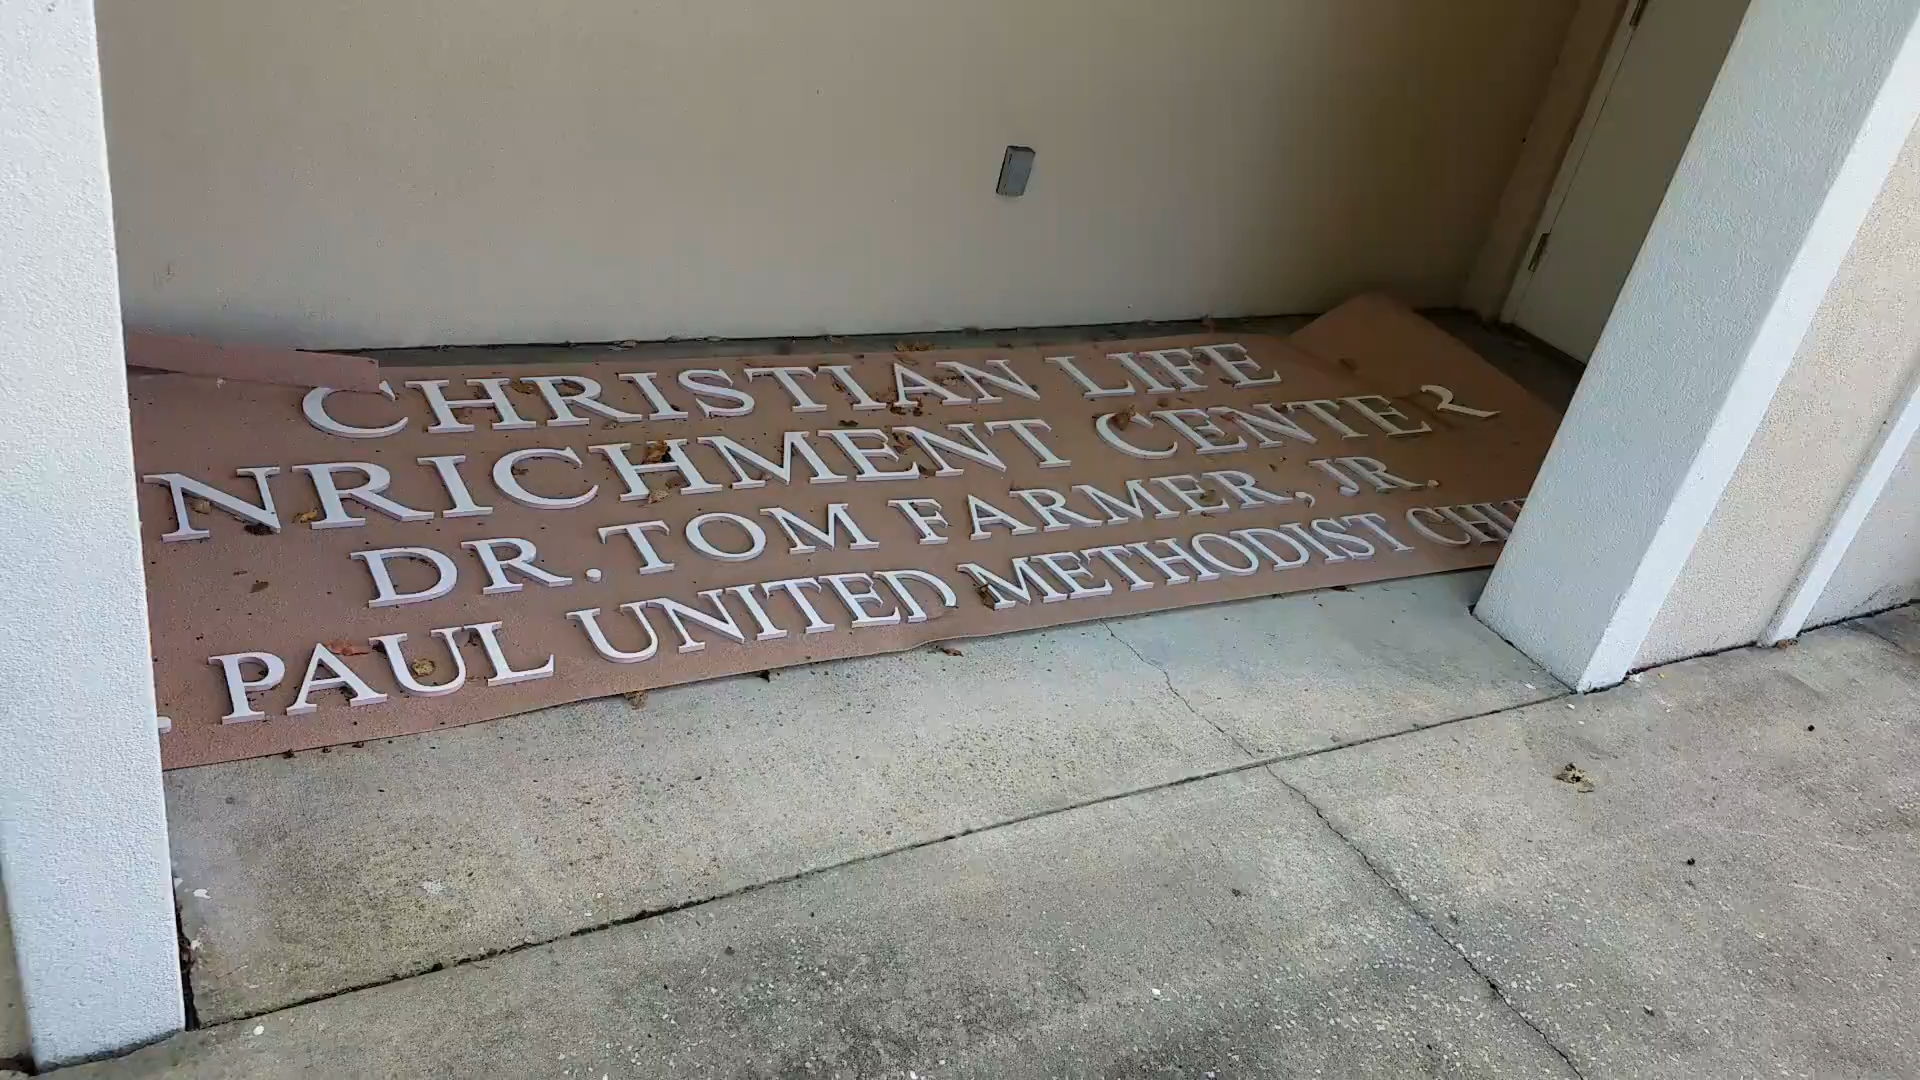 CHRISTIAN LIFE
NRICHMENT CENTER
DR. TOM FARMER, JR.
. PAUL UNITED METHODIST CH